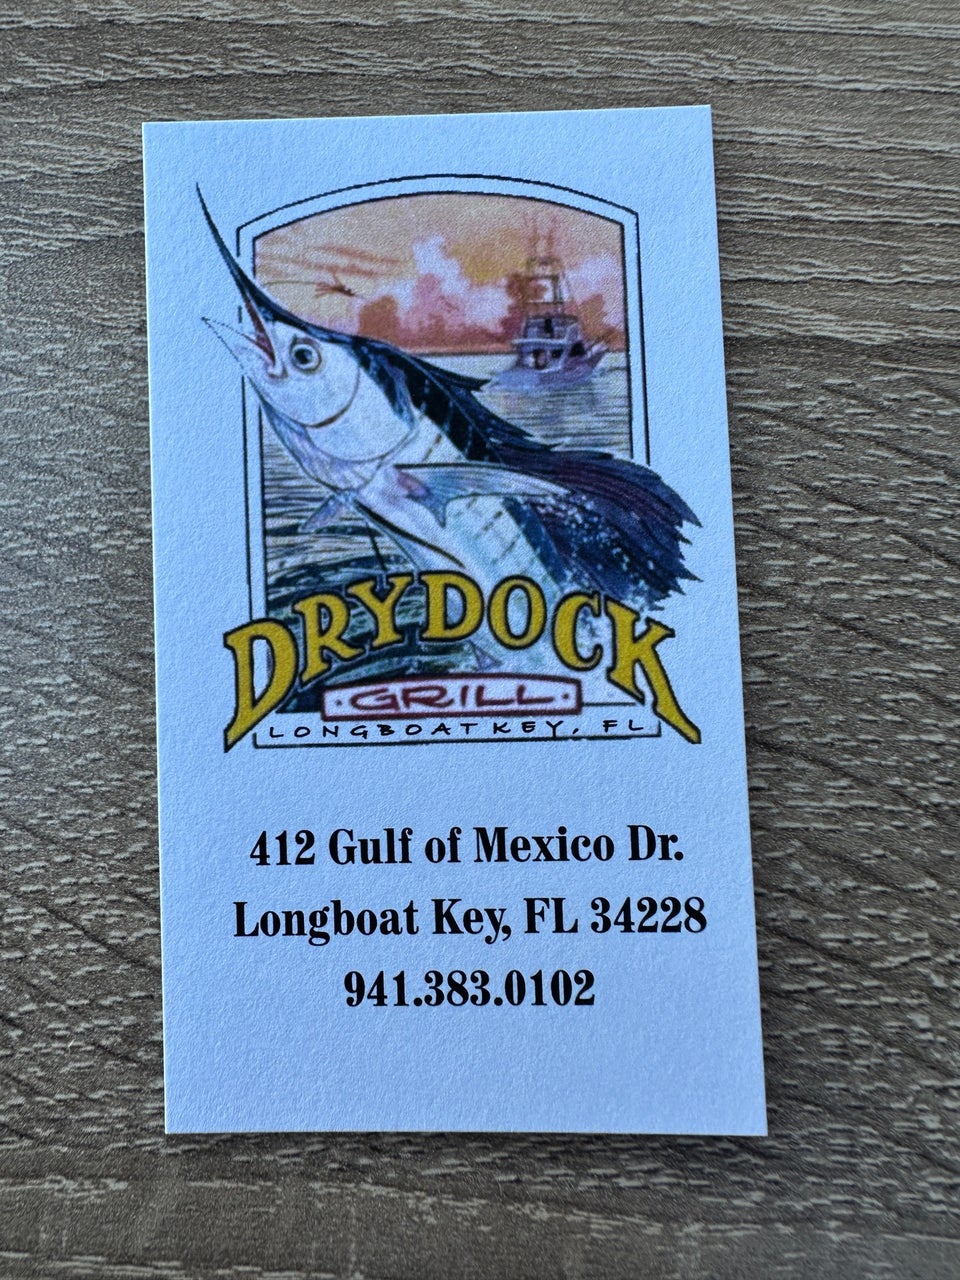 DRYDOCK
·GRILL·
LONGBOAT KEY, FL
412 Gulf of Mexico Dr.
Longboat Key, FL 34228
941.383.0102